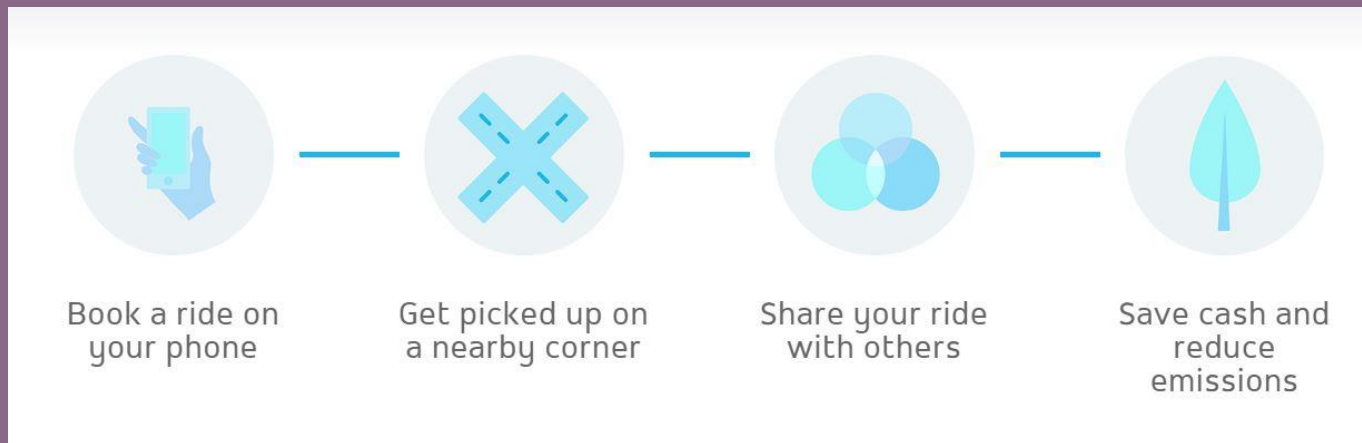 Book a ride on
your phone
Get picked up on
a nearby corner
Share your ride
with others
Save cash and
reduce
emissions